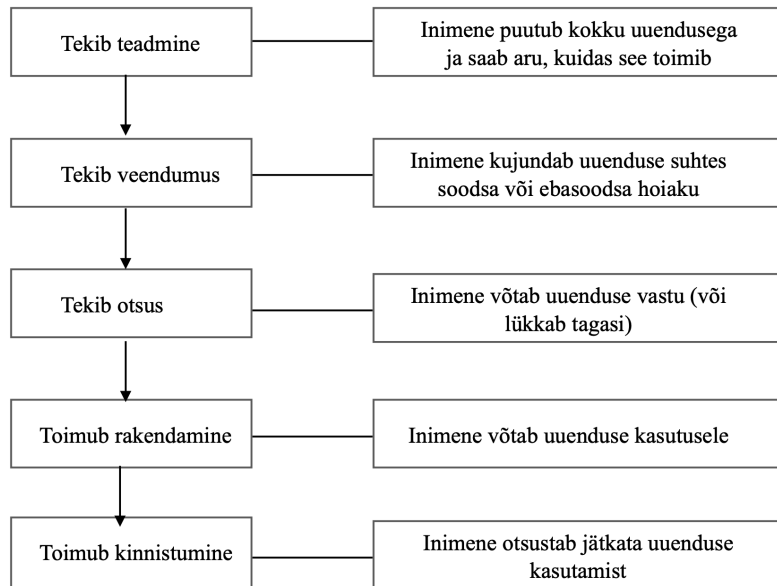 Tekib teadmine
Inimene puutub kokku uuendusega
ja saab aru, kuidas see toimib
Tekib veendumus
Inimene kujundab uuenduse suhtes
soodsa või ebasoodsa hoiaku
Tekib otsus
Inimene võtab uuenduse vastu (või
lükkab tagasi)
Toimub rakendamine
Inimene võtab uuenduse kasutusele
Toimub kinnistumine
Inimene otsustab jätkata uuenduse
kasutamist